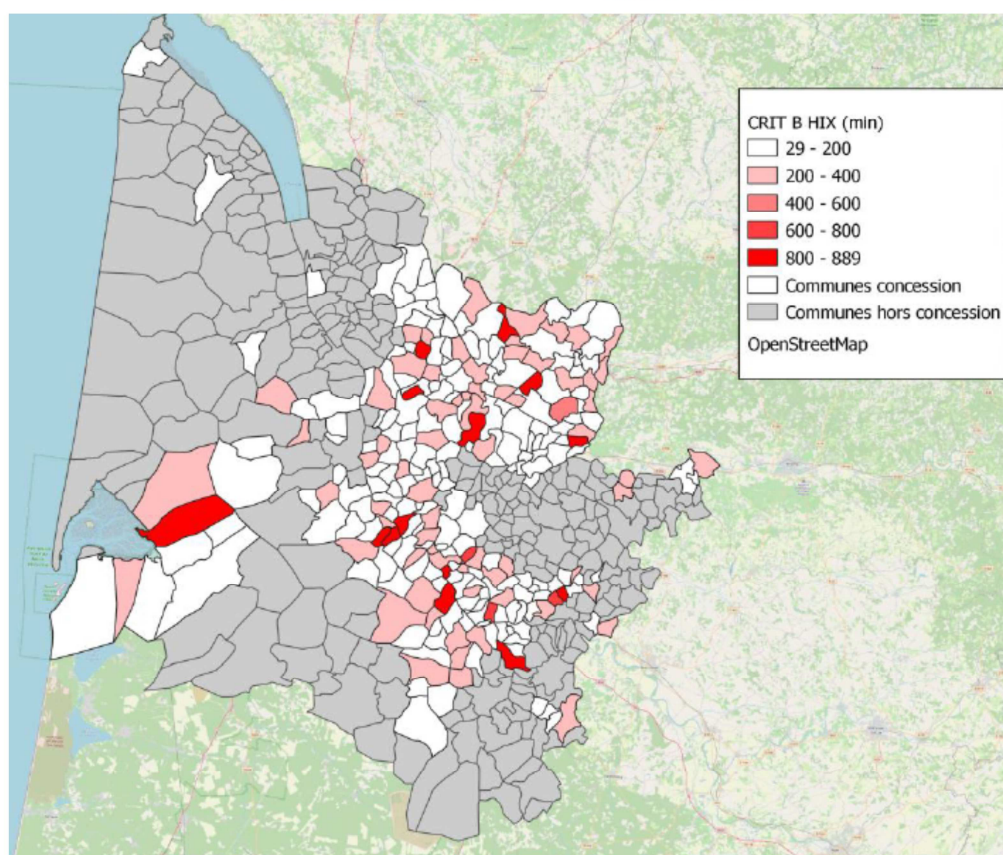 CRIT B HIX (min)
29 - 200
200 - 400
400 - 600
600 - 800
800 - 889
Communes concession
Communes hors concession
OpenStreetMap